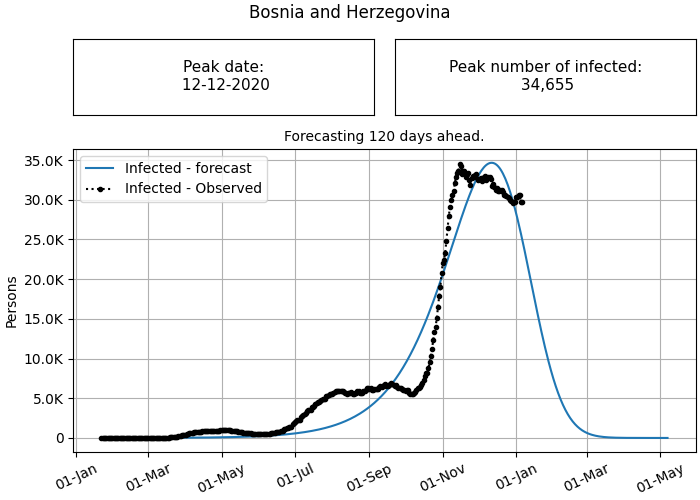 Bosnia and Herzegovina
Peak date:
12-12-2020
Peak number of infected:
34,655
Forecasting 120 days ahead.
Infected - forecast
Infected - Observed
Persons
35.0K
30.0K
25.0K
20.0K
15.0K
10.0K
5.0K
0
01-Jan 01-Mar 01-May 01-Jul 01-Sep 01-Nov 01-Jan 01-Mar 01-May